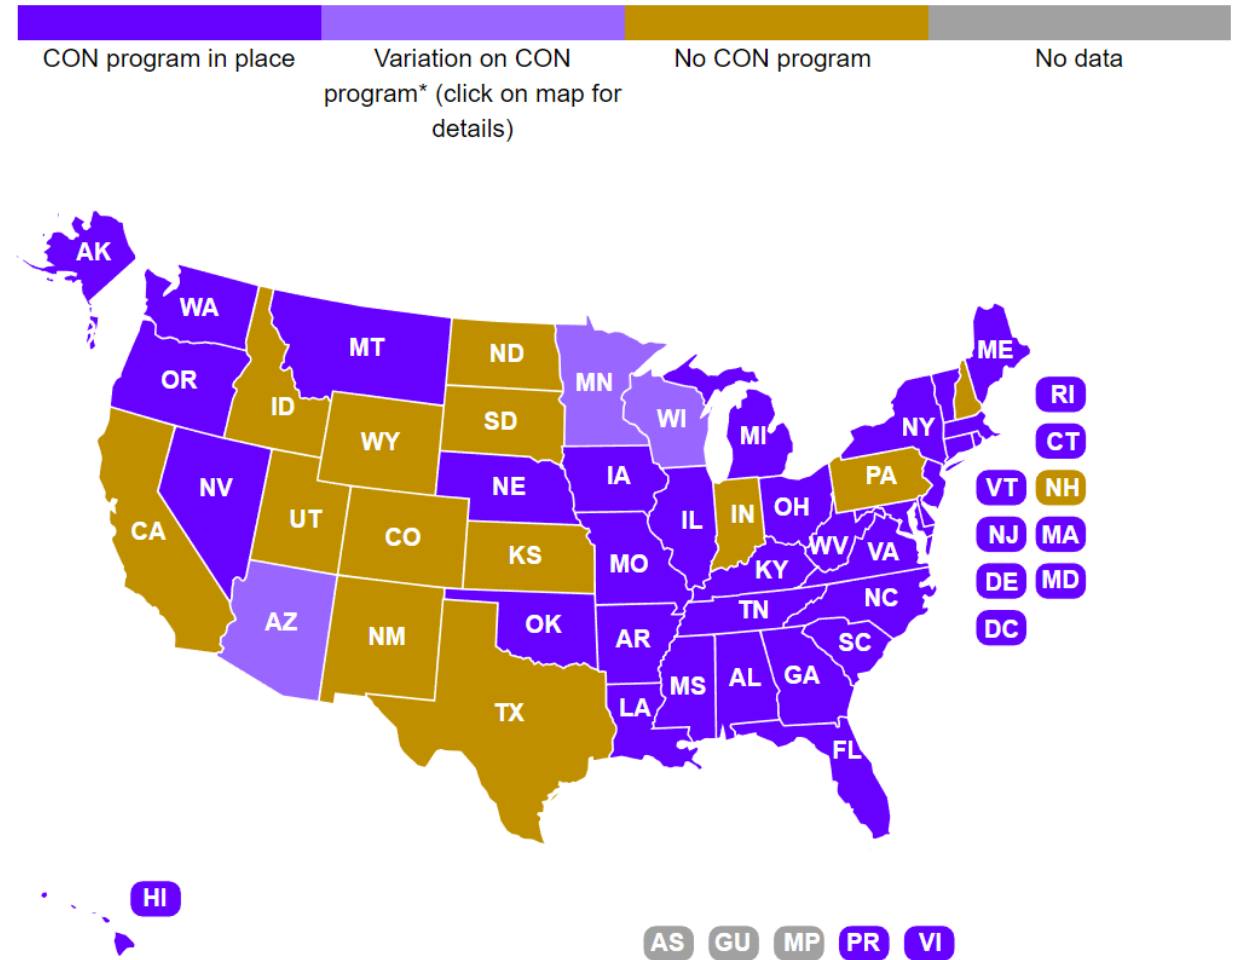 CON program in place
Variation on CON
program* (click on map for
details)
No CON program
No data
AK
WA
MT
ND
MN
ME
OR
ID
SD
WI
RI
WY
MI
NY
CT
NV
NE
IA
PA
VT
NH
CA
UT
CO
KS
IL
IN
OH
NJ
MA
MO
KY
WV
VA
DE
MD
AZ
NM
OK
AR
TN
NC
DC
SC
TX
LA
MS
AL
GA
FL
HI
AS
GU
MP
PR
VI